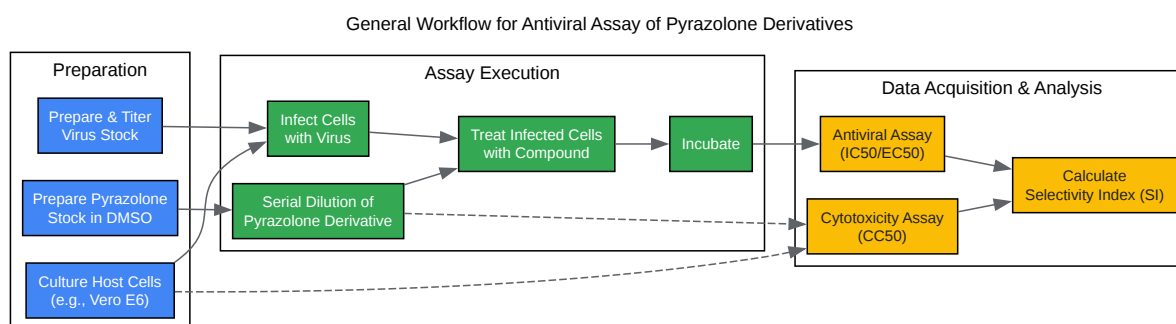 General Workflow for Antiviral Assay of Pyrazolone Derivatives
Preparation
Prepare & Titer
Virus Stock
Prepare Pyrazolone
Stock in DMSO
Culture Host Cells
(e.g., Vero E6)
Assay Execution
Infect Cells
with Virus
Serial Dilution of
Pyrazolone Derivative
Treat Infected Cells
with Compound
Incubate
Data Acquisition & Analysis
Antiviral Assay
(IC50/EC50)
Cytotoxicity Assay
(CC50)
Calculate
Selectivity Index (SI)